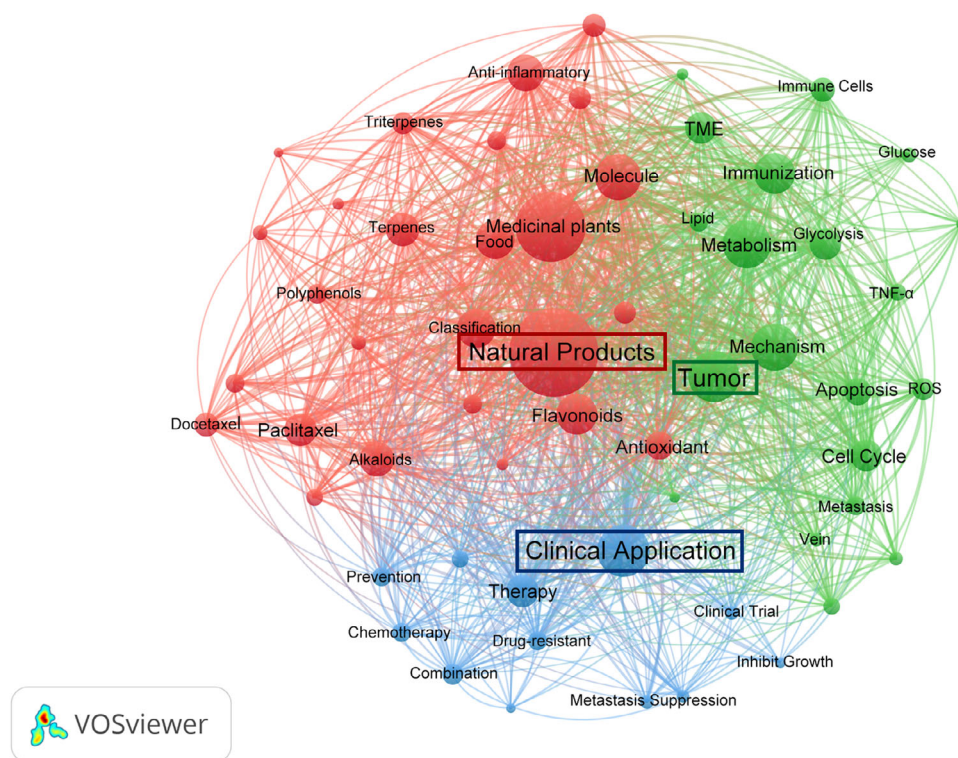 Anti-inflammatory
Immune Cells
Triterpenes
TME
Glucose
Molecule
Immunization
Medicinal plants
Lipid
Terpenes
Food
Metabolism
Glycolysis
Polyphenols
TNF-α
Classification
Natural Products
Mechanism
Tumor
Apoptosis
ROS
Docetaxel
Paclitaxel
Flavonoids
Antioxidant
Alkaloids
Cell Cycle
Metastasis
Vein
Clinical Application
Prevention
Therapy
Chemotherapy
Clinical Trial
Drug-resistant
Inhibit Growth
Combination
Metastasis Suppression
VOSviewer